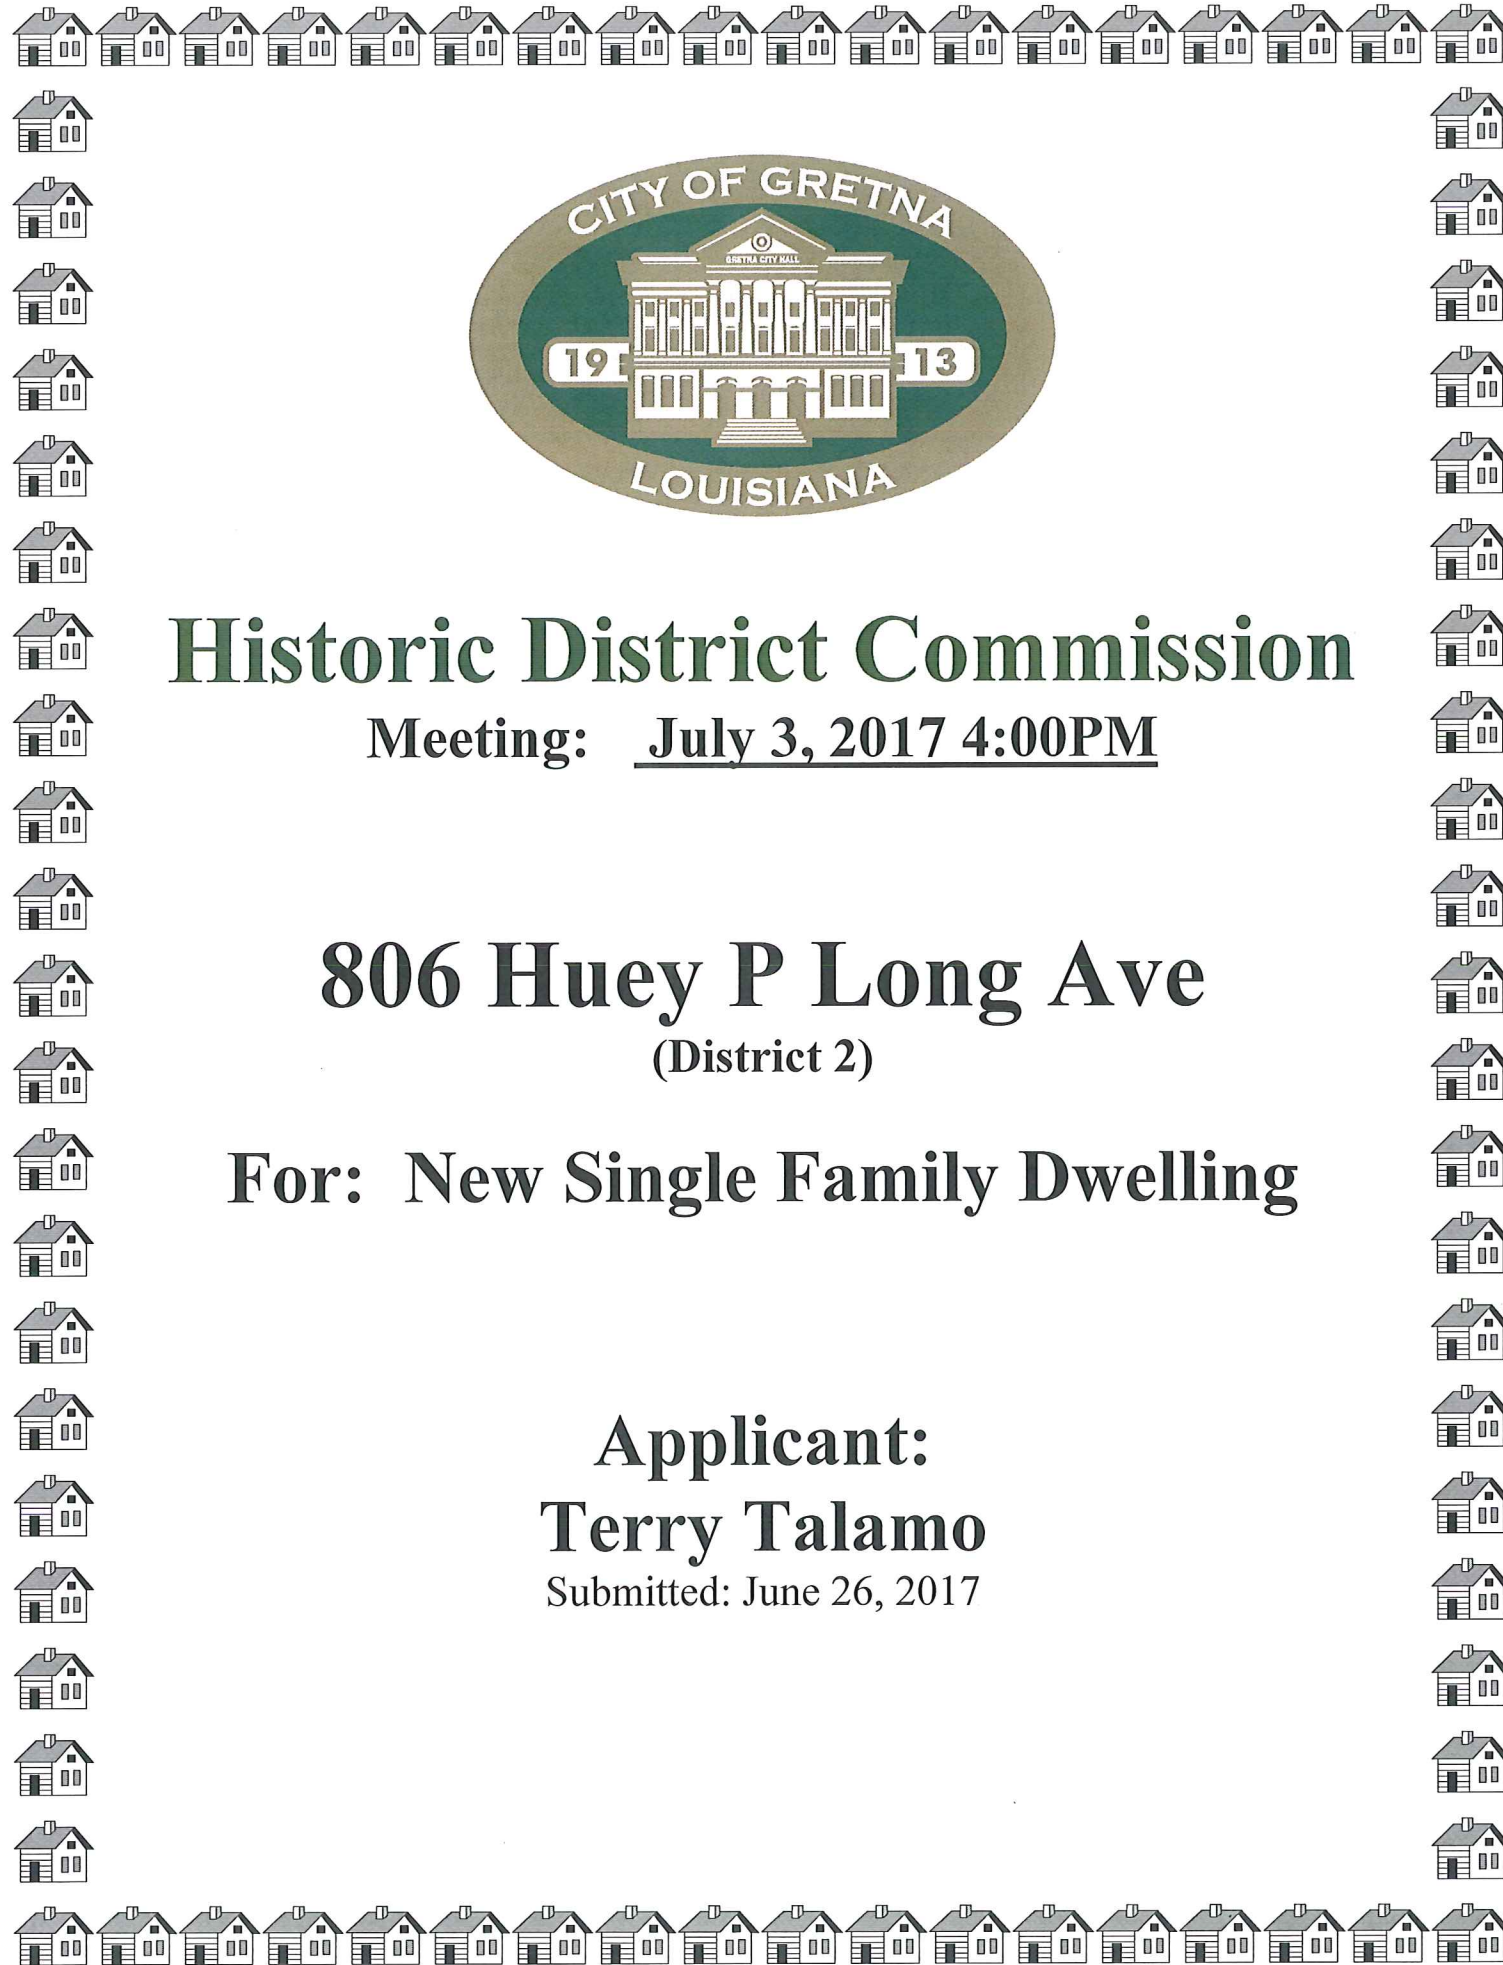 CITY OF GRETNA
GRETNA CITY HALL
19 13
LOUISIANA
Historic District Commission
Meeting: July 3, 2017 4:00PM
806 Huey P Long Ave
(District 2)
For: New Single Family Dwelling
Applicant:
Terry Talamo
Submitted: June 26, 2017